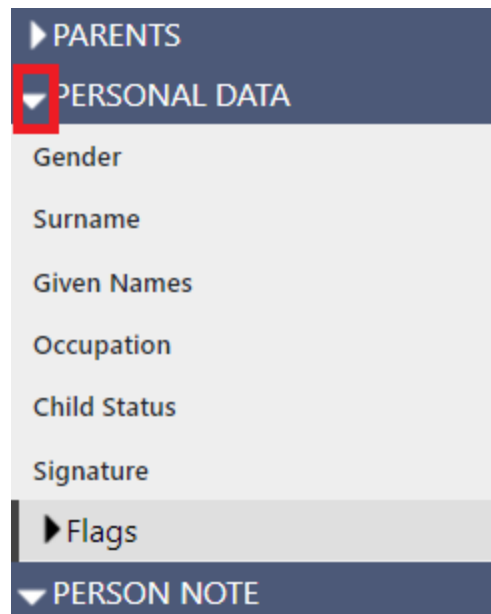 PARENTS
PERSONAL DATA
Gender
Surname
Given Names
Occupation
Child Status
Signature
Flags
PERSON NOTE